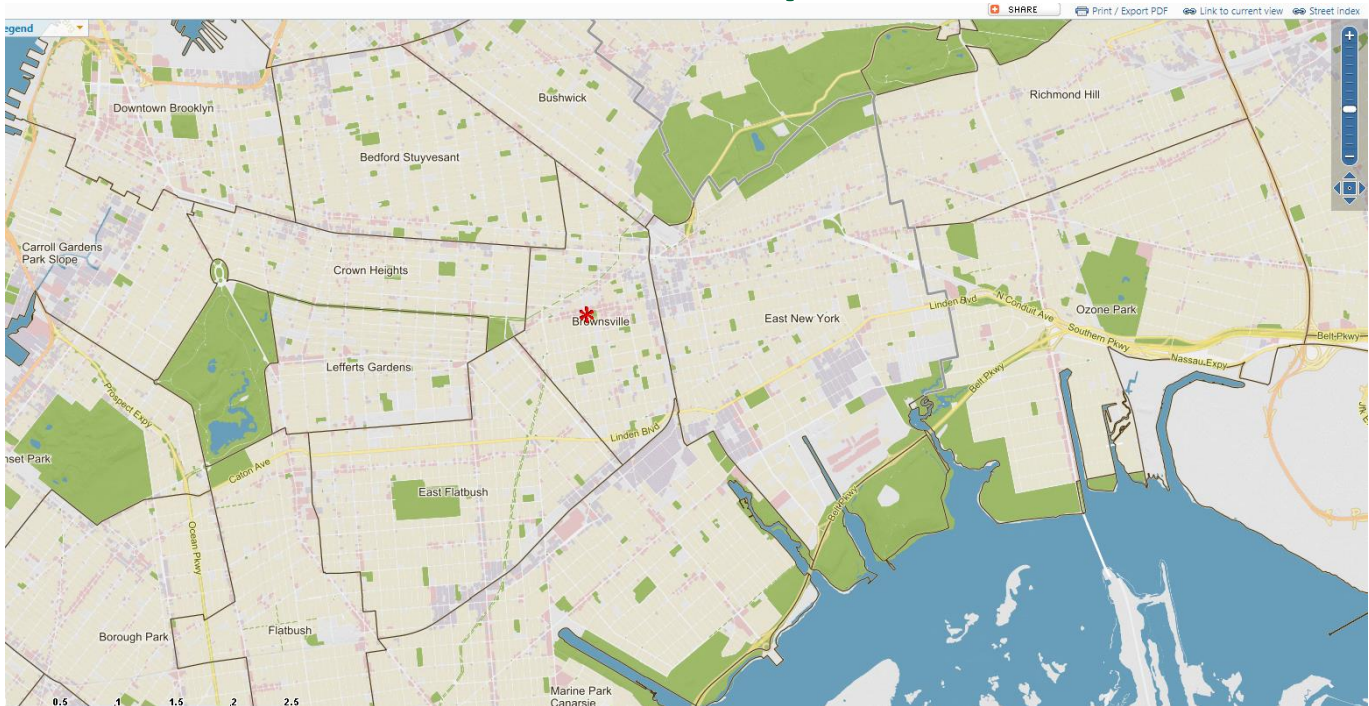 SHARE Print / Export PDF Link to current view Street index
egend
Richmond Hill
Bushwick
Downtown Brooklyn
Bedford Stuyvesant
Carroll Gardens
Park Slope
Crown Heights
Linden Blvd
N Conduit Ave
Ozone Park
East New York
Brownsville
Southern Pkwy
Belt Pkwy
Nassau Expy
Lefferts Gardens
Belt Pkwy
Prospect Expy
Linden Blvd
nset Park
Caton Ave
East Flatbush
Belt Pkwy
Ocean Pkwy
Borough Park
Flatbush
Marine Park
Canarsie
0.5 .1 1.5 .2 2.5